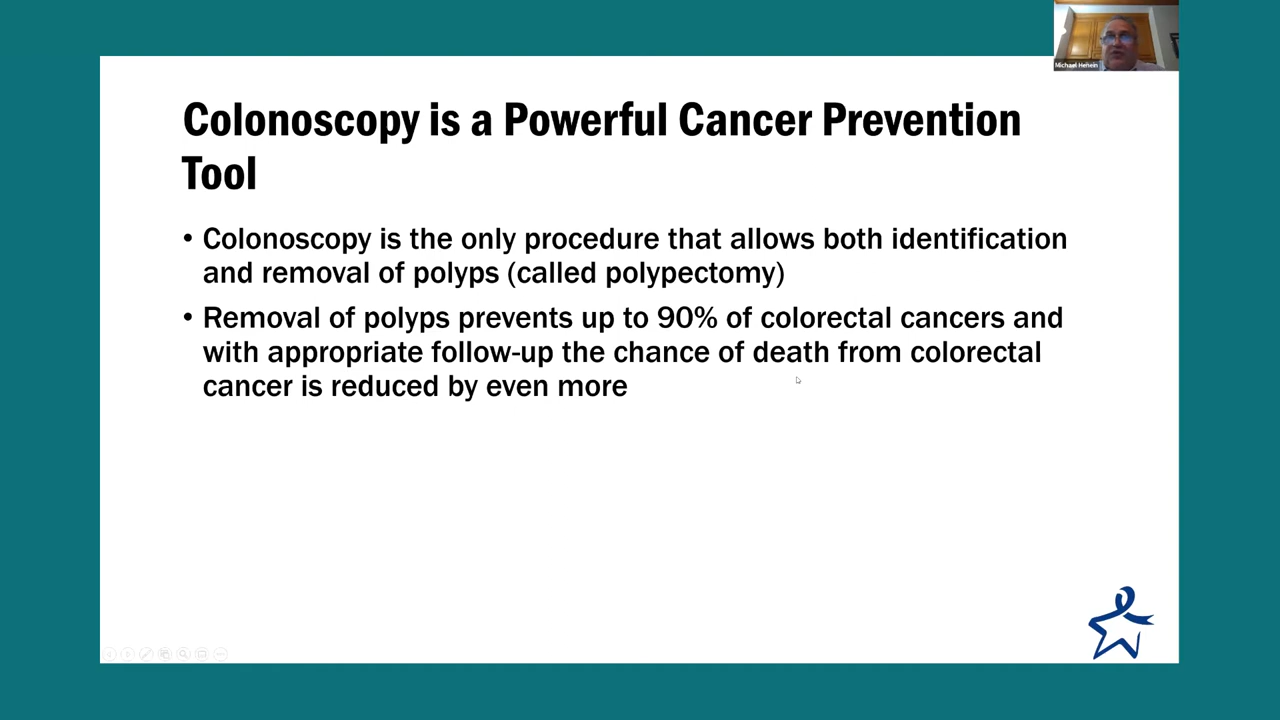 Michael Henein
Colonoscopy is a Powerful Cancer Prevention
Tool
• Colonoscopy is the only procedure that allows both identification
and removal of polyps (called polypectomy)
• Removal of polyps prevents up to 90% of colorectal cancers and
with appropriate follow-up the chance of death from colorectal
cancer is reduced by even more